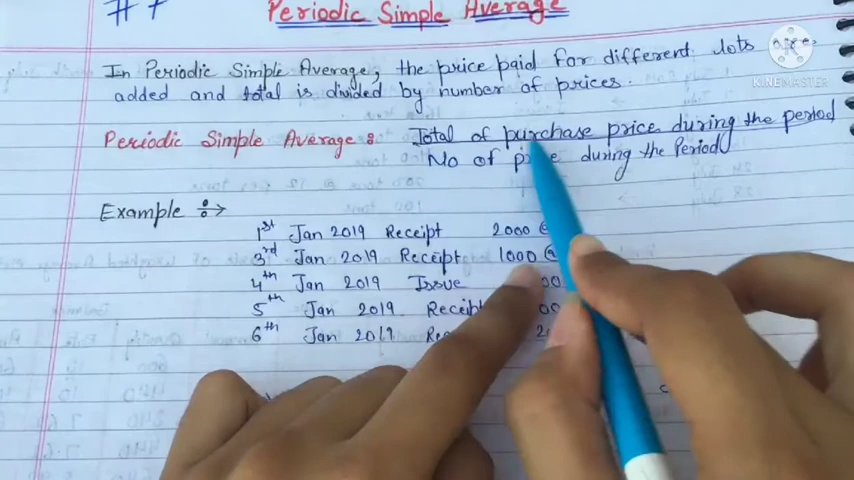 #7
Periodic Simple Average
In Periodic Simple Average, the price paid for different lots are
added and total is divided by number of prices.
KINEMASTER
Periodic Simple Average : Total of purchase price during the period
No of during the Period
Example :→
1st Jan 2019 Receipt 2000 @
3rd Jan 2019 Receipt 1000 @
4th Jan 2019 Issue
5th Jan 2019. Receipt
6th Jan 2019